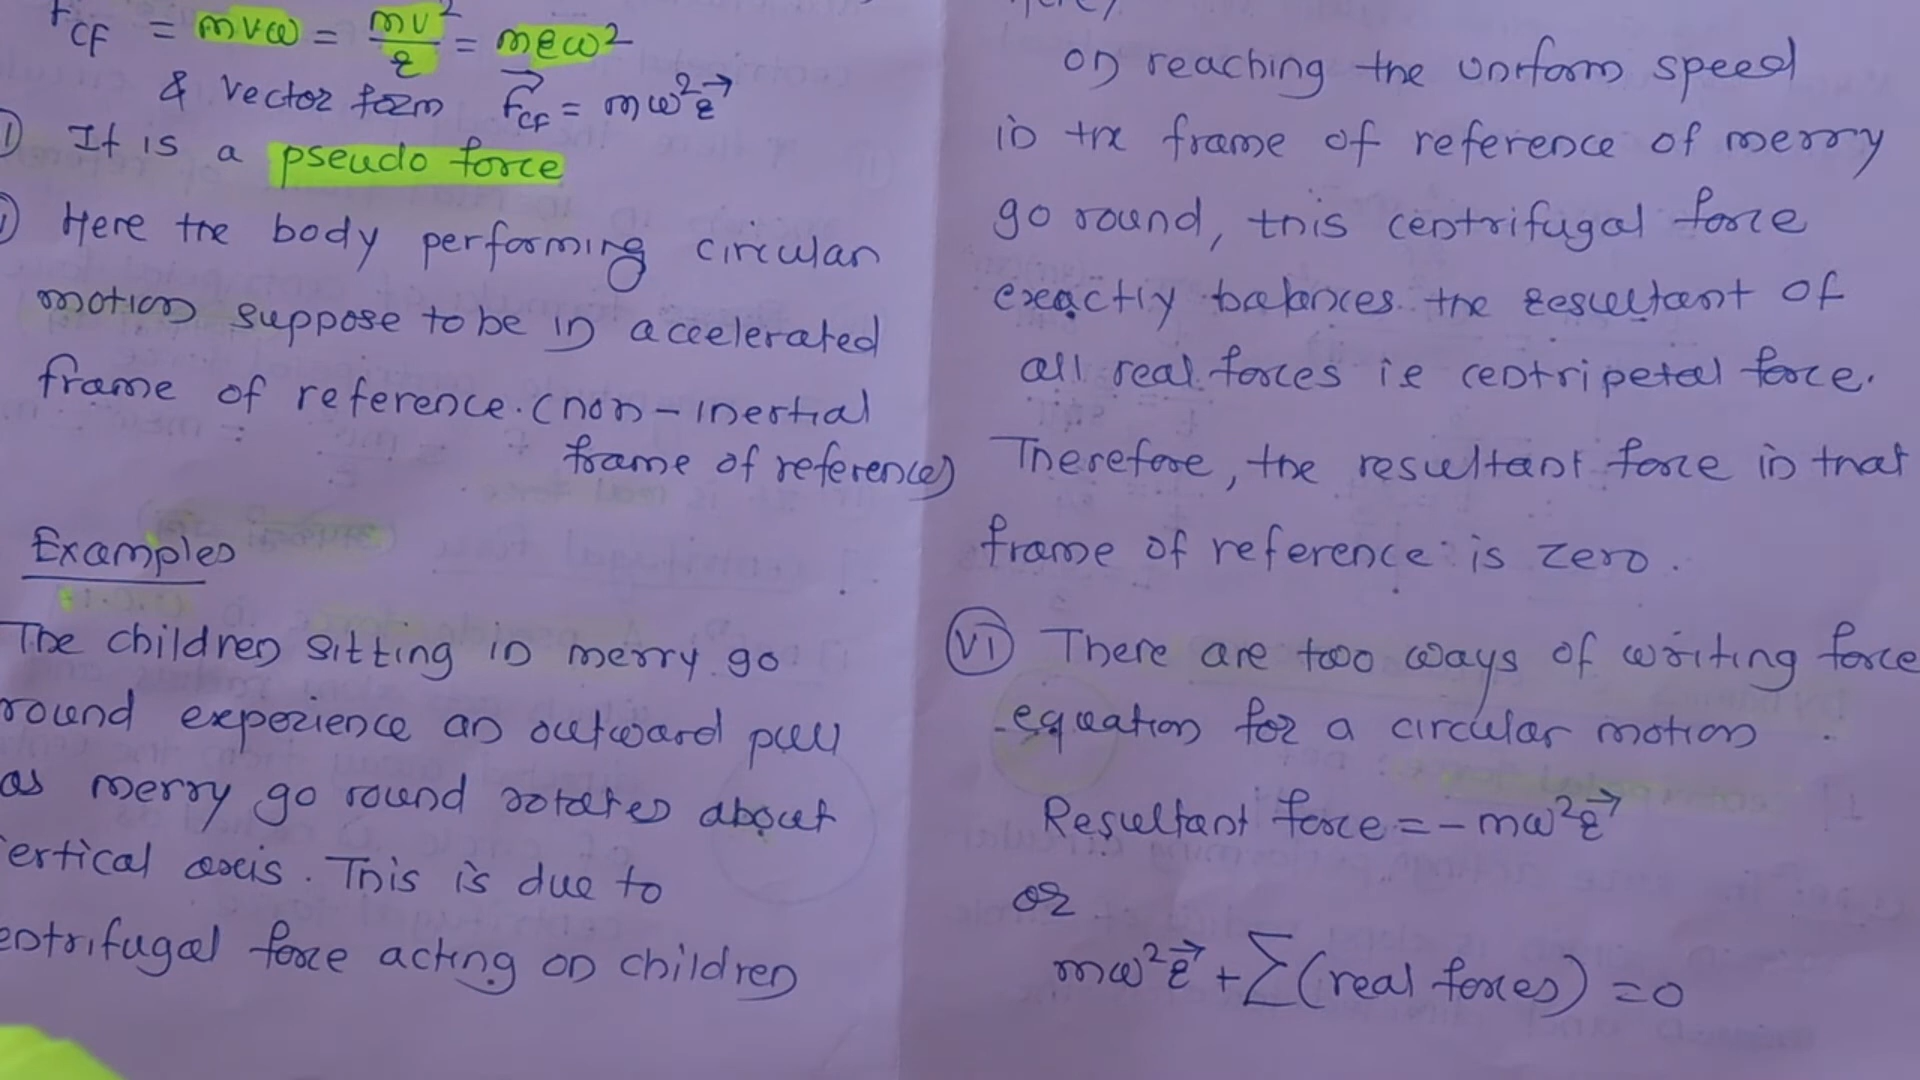 F_CF = mvω = mv²/r = mrω²
& vector form F⃗_CF = mω²r⃗
It is a pseudo force
Here the body performing circular
motion suppose to be in accelerated
frame of reference. (non-inertial
frame of reference)
Examples
The children sitting in merry go
round experience an outward pull
as merry go round rotates about
ertical axis. This is due to
entrifugal force acting on children
on reaching the uniform speed
in the frame of reference of merry
go round, this centrifugal force
exactly balances the resultant of
all real forces ie centripetal force.
Therefore, the resultant force in that
frame of reference is zero.
(VI) There are two ways of writing force
equation for a circular motion
Resultant force = - mω²r⃗
or
mω²r⃗ + Σ(real forces) = 0